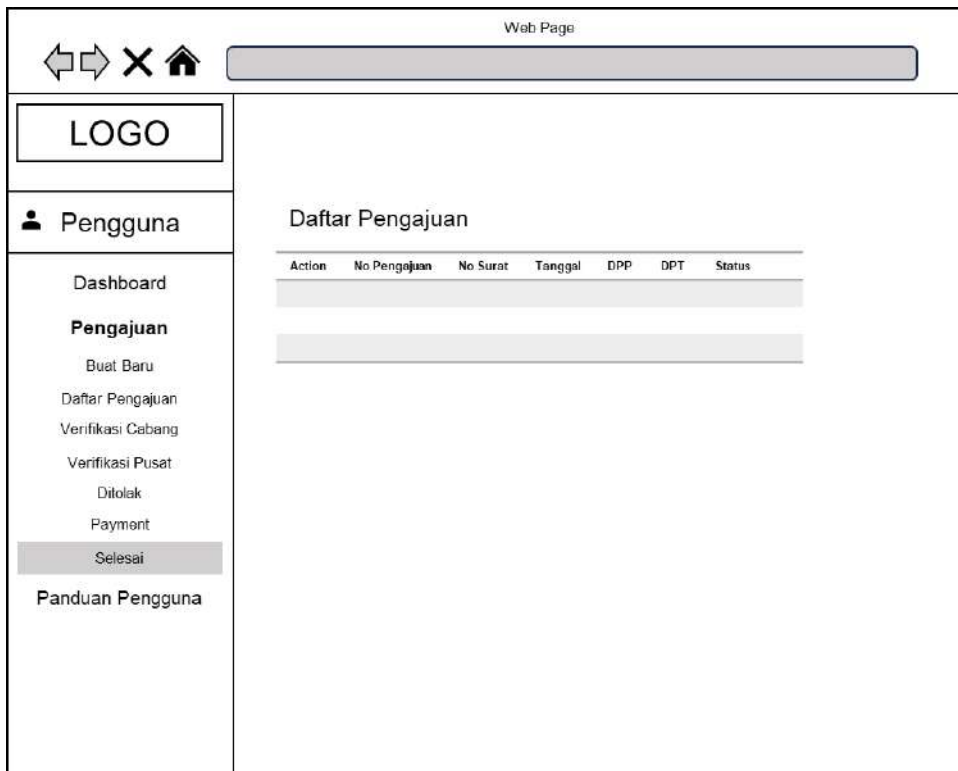 Web Page
LOGO
Pengguna
Dashboard
Pengajuan
Buat Baru
Daftar Pengajuan
Verifikasi Cabang
Verifikasi Pusat
Ditolak
Payment
Selesai
Panduan Pengguna
Daftar Pengajuan
Action No Pengajuan No Surat Tanggal DPP DPT Status